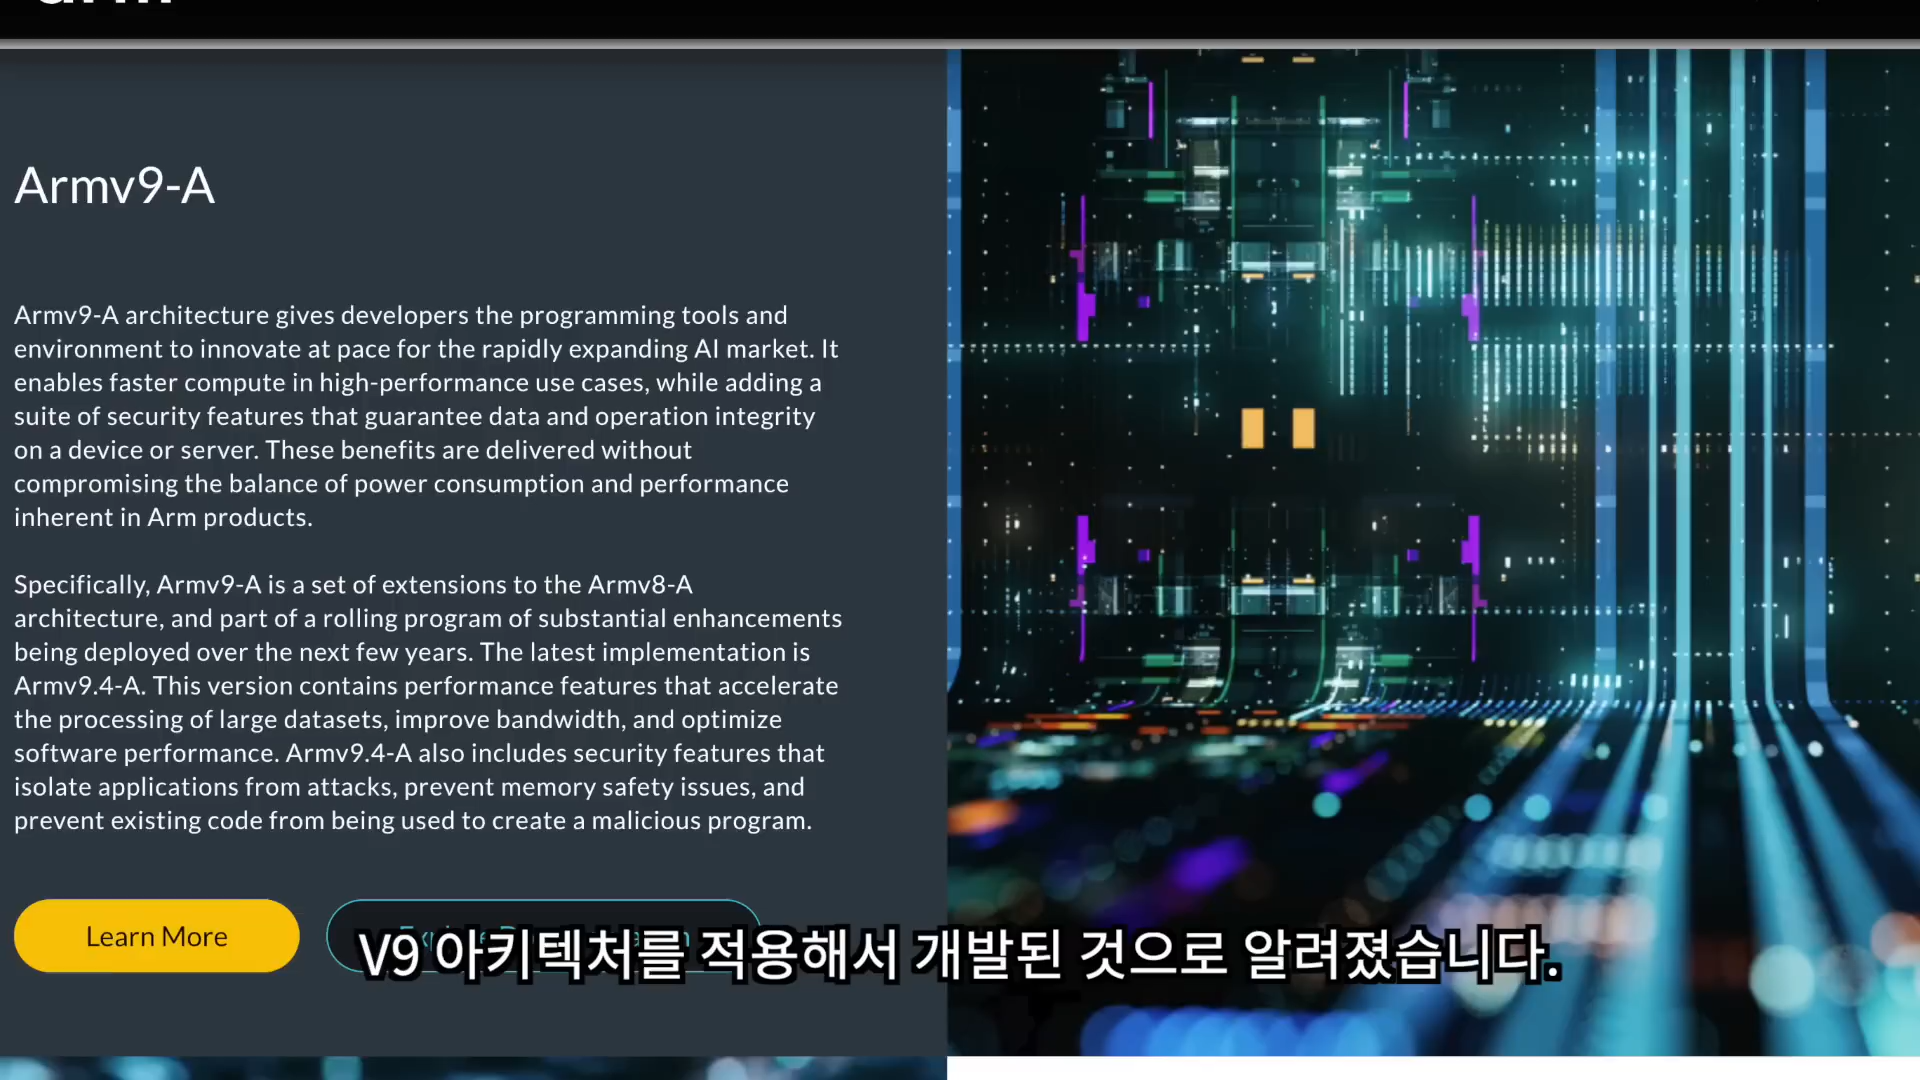 Armv9-A
Armv9-A architecture gives developers the programming tools and
environment to innovate at pace for the rapidly expanding AI market. It
enables faster compute in high-performance use cases, while adding a
suite of security features that guarantee data and operation integrity
on a device or server. These benefits are delivered without
compromising the balance of power consumption and performance
inherent in Arm products.
Specifically, Armv9-A is a set of extensions to the Armv8-A
architecture, and part of a rolling program of substantial enhancements
being deployed over the next few years. The latest implementation is
Armv9.4-A. This version contains performance features that accelerate
the processing of large datasets, improve bandwidth, and optimize
software performance. Armv9.4-A also includes security features that
isolate applications from attacks, prevent memory safety issues, and
prevent existing code from being used to create a malicious program.
Learn More
V9 아키텍처를 적용해서 개발된 것으로 알려졌습니다.